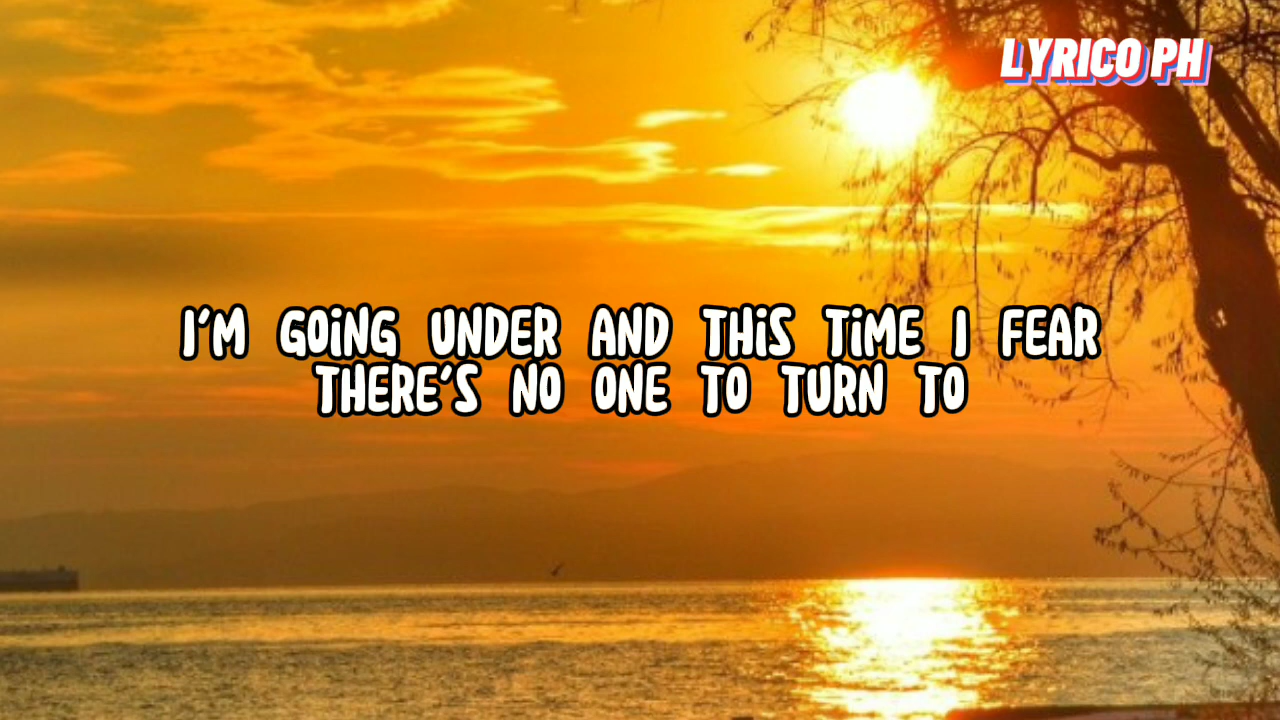 LYRICO PH
I'M GOING UNDER AND THIS TIME I FEAR
THERE'S NO ONE TO TURN TO